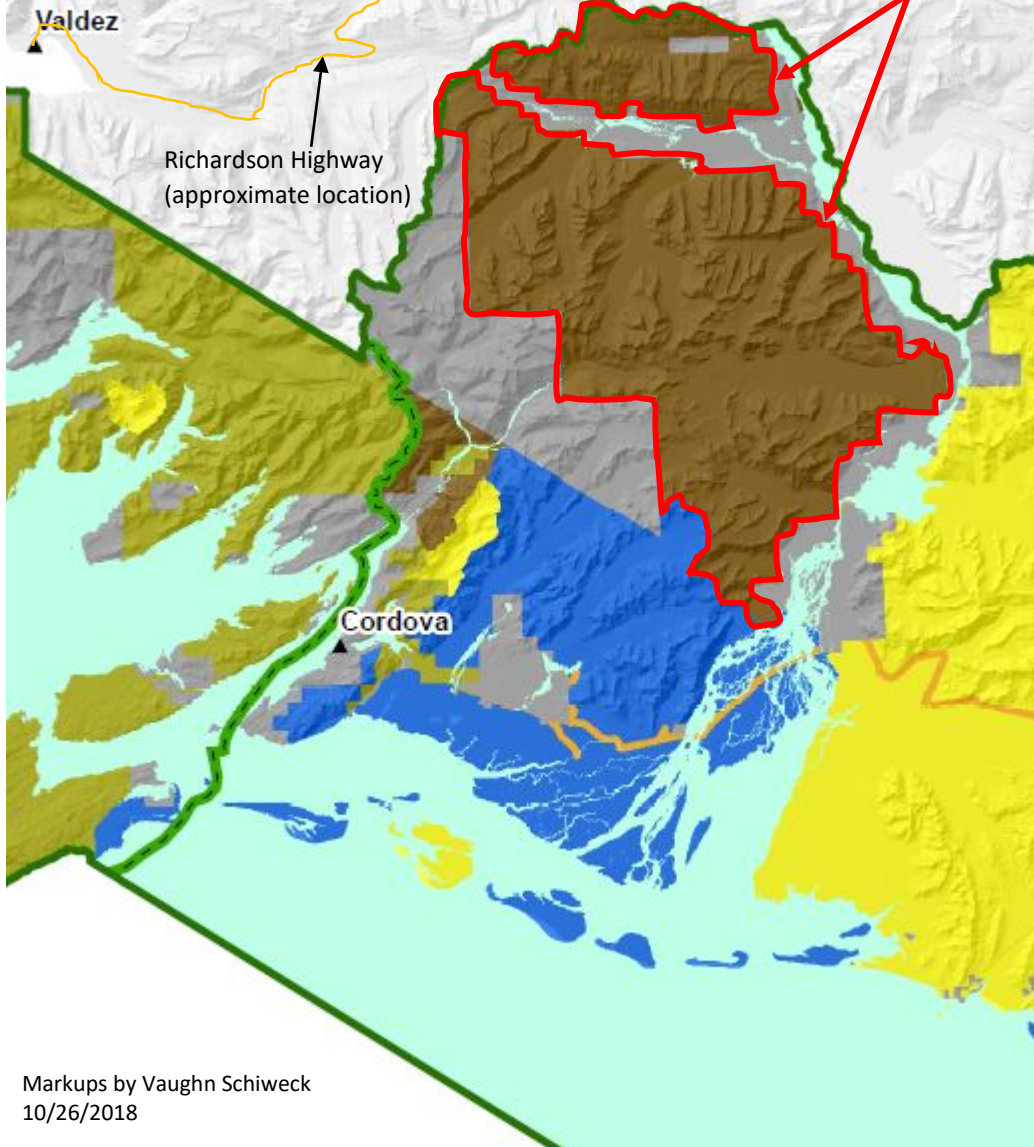 Valdez
Richardson Highway
(approximate location)
Cordova
Markups by Vaughn Schiweck
10/26/2018